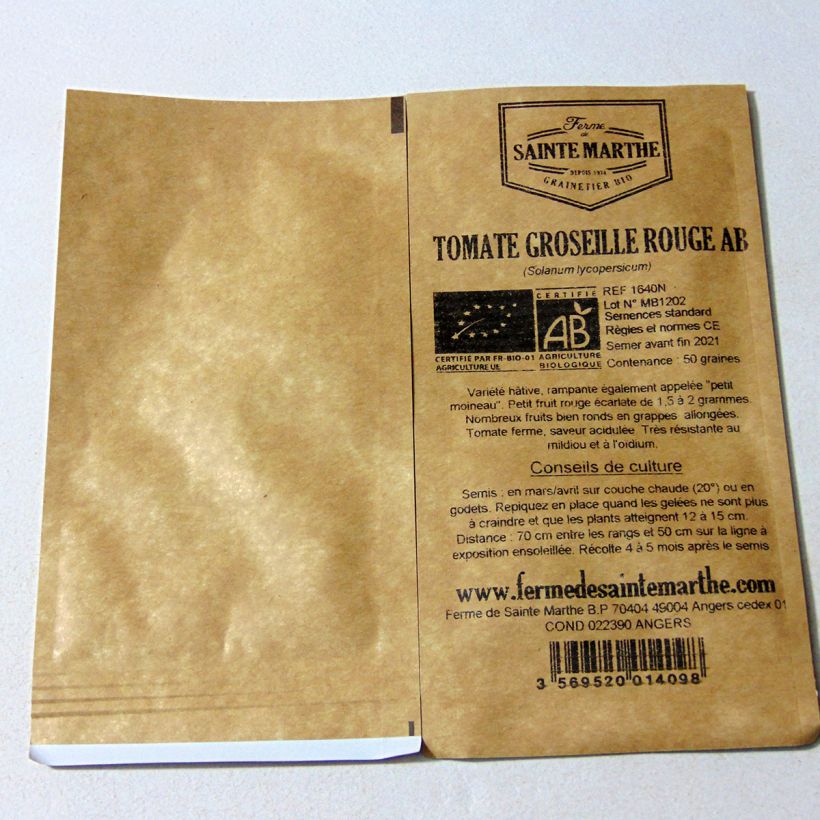 Ferme
de
SAINTE MARTHE
DEPUIS 1974
GRAINETIER BIO
TOMATE GROSEILLE ROUGE AB
(Solanum lycopersicum)
CERTIFIÉ
AB
AGRICULTURE
BIOLOGIQUE
CERTIFIÉ PAR FR-BIO-01
AGRICULTURE UE
REF 1640N
Lot N° MB1202
Semences standard
Règles et normes CE
Semer avant fin 2021
Contenance : 50 graines
Variété hâtive, rampante également appelée "petit
moineau". Petit fruit rouge écarlate de 1,5 à 2 grammes.
Nombreux fruits bien ronds en grappes allongées.
Tomate ferme, saveur acidulée. Très résistante au
mildiou et à l'oïdium.
Conseils de culture
Semis : en mars/avril sur couche chaude (20°) ou en
godets. Repiquez en place quand les gelées ne sont plus
à craindre et que les plants atteignent 12 à 15 cm.
Distance : 70 cm entre les rangs et 50 cm sur la ligne à
exposition ensoleillée. Récolte 4 à 5 mois après le semis
www.fermedesaintemarthe.com
Ferme de Sainte Marthe B.P 70404 49004 Angers cedex 01
COND 022390 ANGERS
3 569520 014098